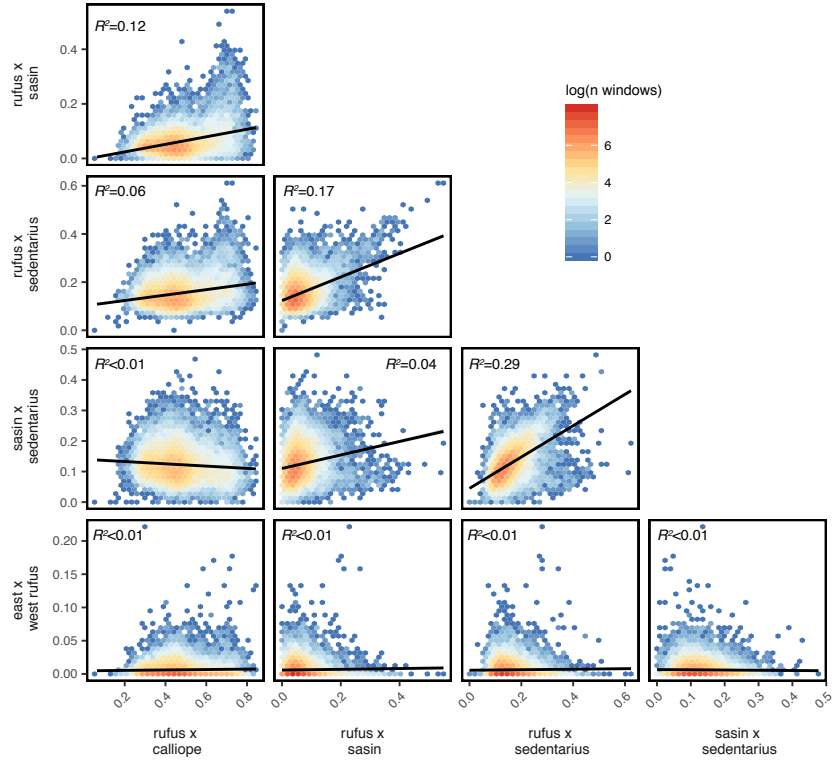 R²=0.12
rufus x
sasin
0.4
0.2
0.0
log(n windows)
6
4
2
0
R²=0.06
R²=0.17
rufus x
sedentarius
0.6
0.4
0.2
0.0
R²<0.01
R²=0.04
R²=0.29
sasin x
sedentarius
0.5
0.4
0.3
0.2
0.1
0.0
R²<0.01
R²<0.01
R²<0.01
R²<0.01
east x
west rufus
0.20
0.15
0.10
0.05
0.00
0.2 0.4 0.6 0.8
0.0 0.2 0.4
0.0 0.2 0.4 0.6
0.0 0.1 0.2 0.3 0.4 0.5
rufus x
calliope
rufus x
sasin
rufus x
sedentarius
sasin x
sedentarius